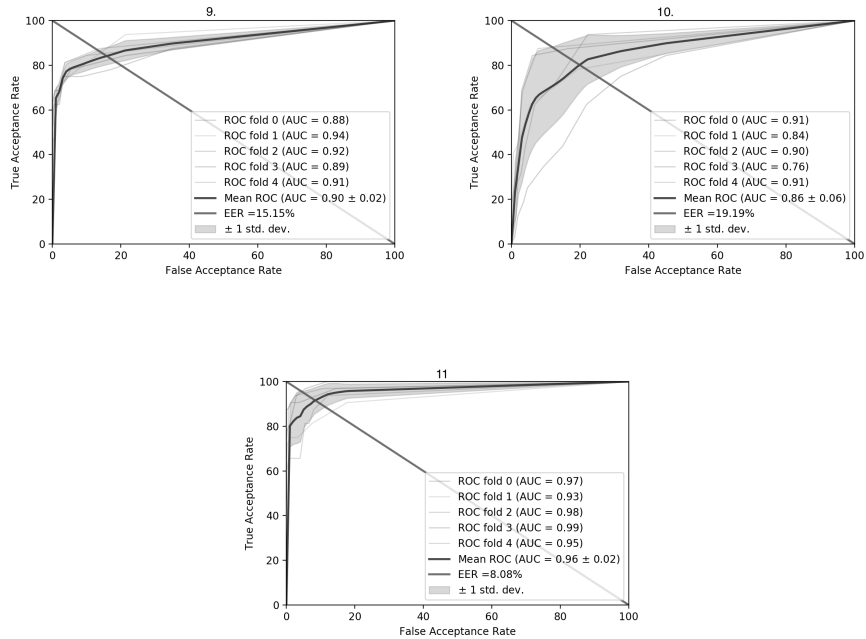 9.
100
80
60
40
20
0
True Acceptance Rate
ROC fold 0 (AUC = 0.88)
ROC fold 1 (AUC = 0.94)
ROC fold 2 (AUC = 0.92)
ROC fold 3 (AUC = 0.89)
ROC fold 4 (AUC = 0.91)
Mean ROC (AUC = 0.90 ± 0.02)
EER =15.15%
± 1 std. dev.
0 20 40 60 80 100
False Acceptance Rate
10.
100
80
60
40
20
0
True Acceptance Rate
ROC fold 0 (AUC = 0.91)
ROC fold 1 (AUC = 0.84)
ROC fold 2 (AUC = 0.90)
ROC fold 3 (AUC = 0.76)
ROC fold 4 (AUC = 0.91)
Mean ROC (AUC = 0.86 ± 0.06)
EER =19.19%
± 1 std. dev.
0 20 40 60 80 100
False Acceptance Rate
11
100
80
60
40
20
0
True Acceptance Rate
ROC fold 0 (AUC = 0.97)
ROC fold 1 (AUC = 0.93)
ROC fold 2 (AUC = 0.98)
ROC fold 3 (AUC = 0.99)
ROC fold 4 (AUC = 0.95)
Mean ROC (AUC = 0.96 ± 0.02)
EER =8.08%
± 1 std. dev.
0 20 40 60 80 100
False Acceptance Rate